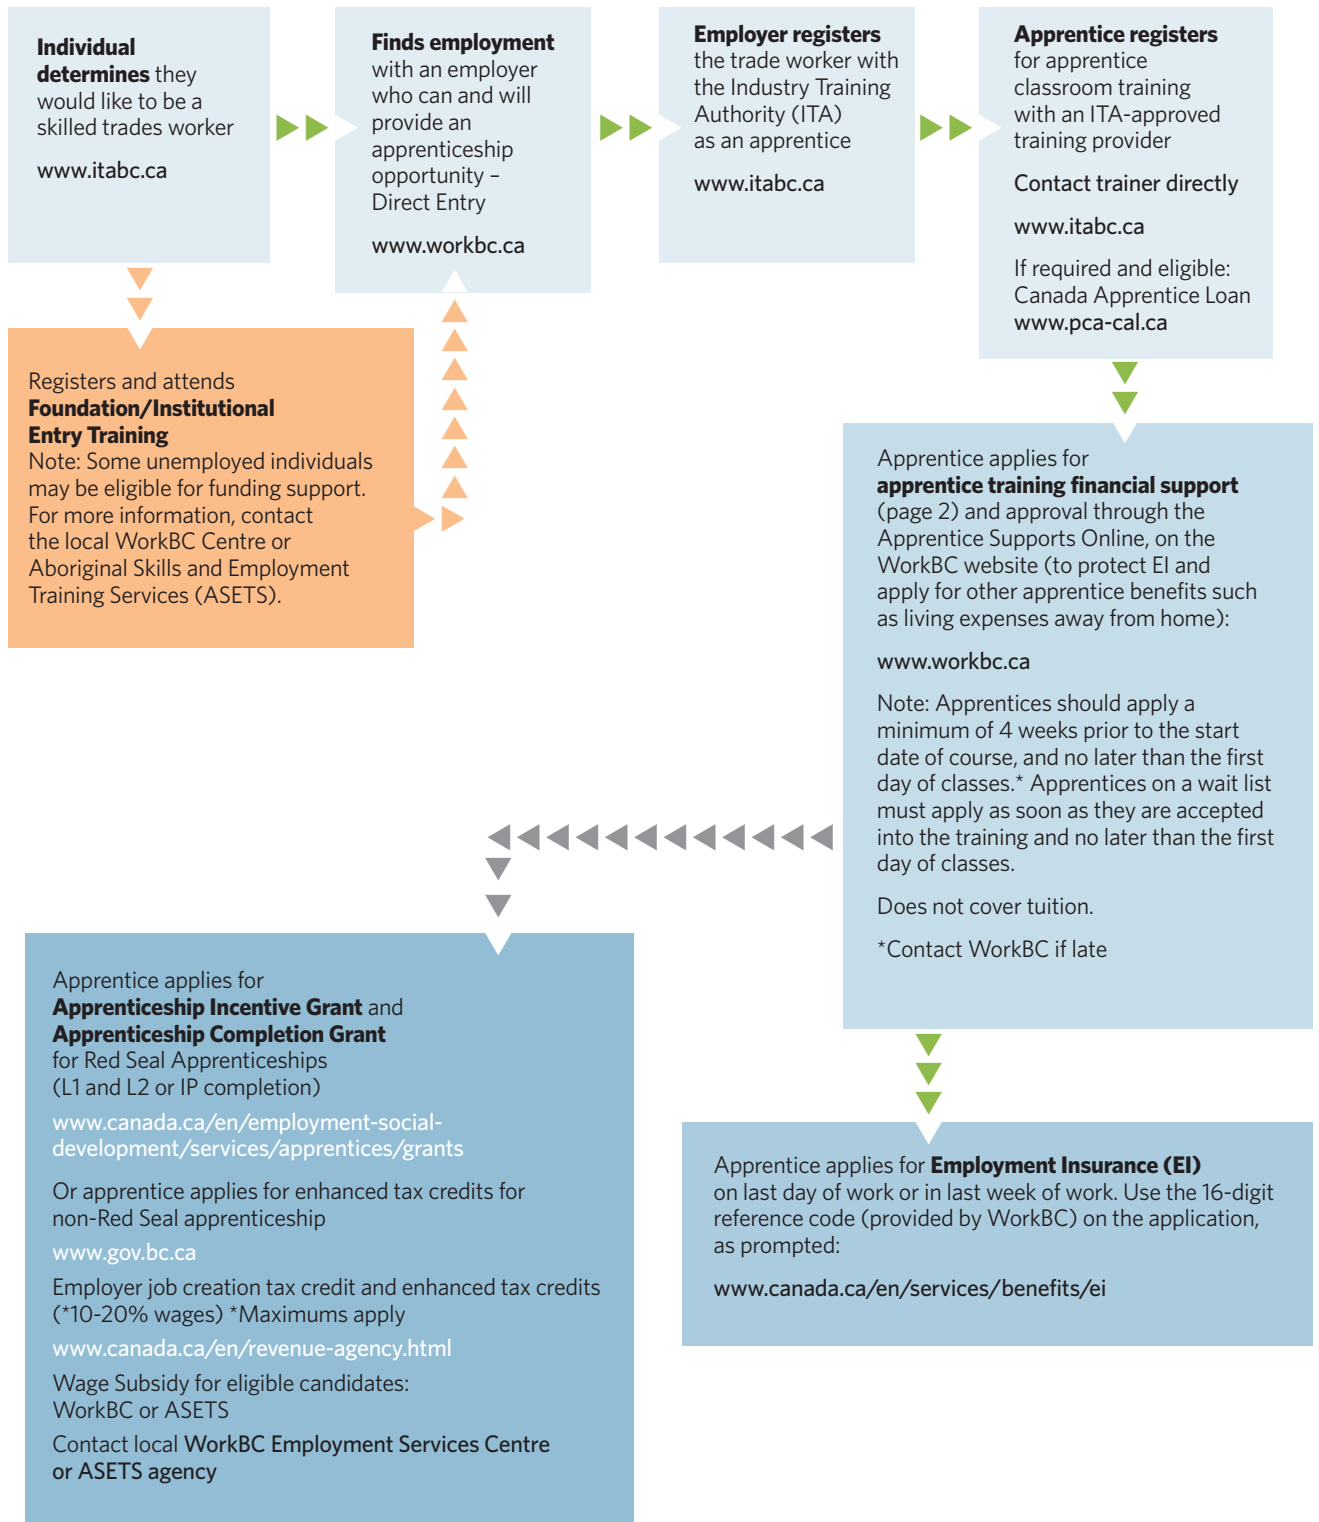 Individual
determines they
would like to be a
skilled trades worker
www.itabc.ca
Finds employment
with an employer
who can and will
provide an
apprenticeship
opportunity –
Direct Entry
www.workbc.ca
Employer registers
the trade worker with
the Industry Training
Authority (ITA)
as an apprentice
www.itabc.ca
Apprentice registers
for apprentice
classroom training
with an ITA-approved
training provider
Contact trainer directly
www.itabc.ca
If required and eligible:
Canada Apprentice Loan
www.pca-cal.ca
Registers and attends
Foundation/Institutional
Entry Training
Note: Some unemployed individuals
may be eligible for funding support.
For more information, contact
the local WorkBC Centre or
Aboriginal Skills and Employment
Training Services (ASETS).
Apprentice applies for
apprentice training financial support
(page 2) and approval through the
Apprentice Supports Online, on the
WorkBC website (to protect EI and
apply for other apprentice benefits such
as living expenses away from home):
www.workbc.ca
Note: Apprentices should apply a
minimum of 4 weeks prior to the start
date of course, and no later than the first
day of classes.* Apprentices on a wait list
must apply as soon as they are accepted
into the training and no later than the first
day of classes.
Does not cover tuition.
*Contact WorkBC if late
Apprentice applies for
Apprenticeship Incentive Grant and
Apprenticeship Completion Grant
for Red Seal Apprenticeships
(L1 and L2 or IP completion)
www.canada.ca/en/employment-social-
development/services/apprentices/grants
Or apprentice applies for enhanced tax credits for
non-Red Seal apprenticeship
www.gov.bc.ca
Employer job creation tax credit and enhanced tax credits
(*10-20% wages) *Maximums apply
www.canada.ca/en/revenue-agency.html
Wage Subsidy for eligible candidates:
WorkBC or ASETS
Contact local WorkBC Employment Services Centre
or ASETS agency
Apprentice applies for Employment Insurance (EI)
on last day of work or in last week of work. Use the 16-digit
reference code (provided by WorkBC) on the application,
as prompted:
www.canada.ca/en/services/benefits/ei